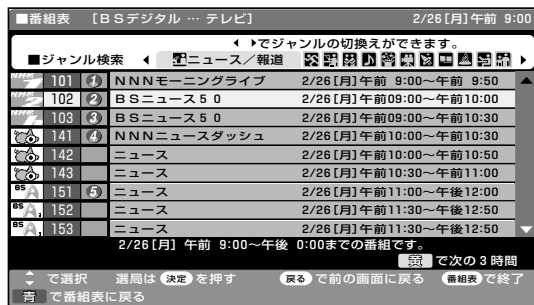 ■番組表 [BSデジタル … テレビ] 2/26[月]午前 9:00
でジャンルの切換えができます。
■ジャンル検索 ニュース／報道
101 1 NNNモーニングライブ 2/26[月]午前 9:00～午前 9:50
102 2 BSニュース50 2/26[月]午前09:00～午前10:00
103 3 BSニュース50 2/26[月]午前09:00～午前10:30
141 4 NNNニュースダッシュ 2/26[月]午前10:00～午前10:30
142 ニュース 2/26[月]午前10:00～午前10:50
143 ニュース 2/26[月]午前10:30～午前11:00
BS 151 5 ニュース 2/26[月]午前11:00～午後12:00
BS 152 ニュース 2/26[月]午前11:30～午後12:50
BS 153 ニュース 2/26[月]午前11:30～午後12:50
2/26[月] 午前 9:00～午後 0:00までの番組です。
黄 で次の3時間
で選択 選局は 決定 を押す 戻る で前の画面に戻る 番組表 で終了
青 で番組表に戻る